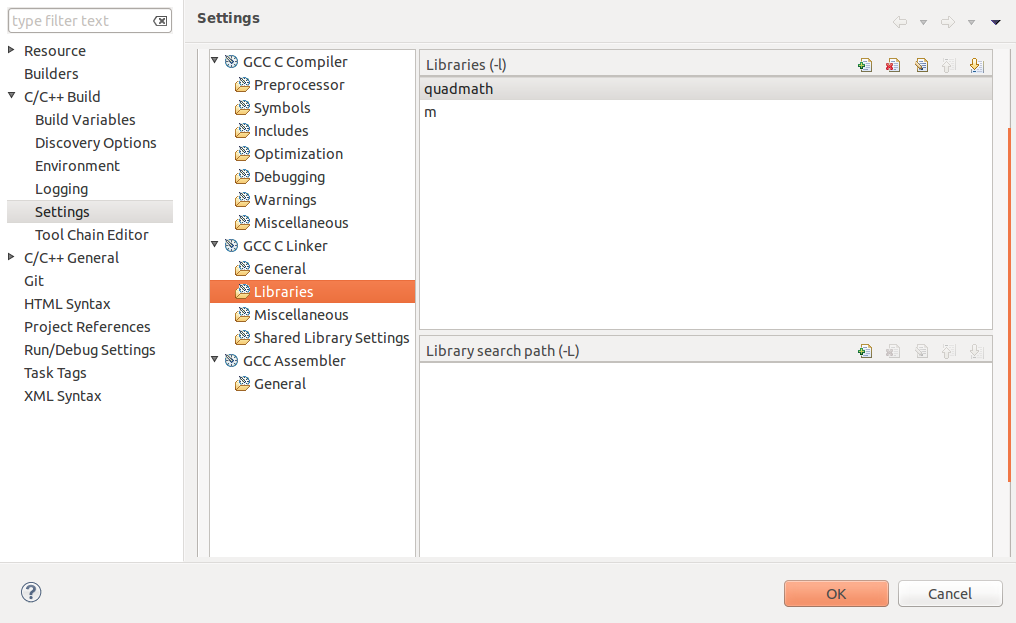 type filter text
Resource
Builders
C/C++ Build
Build Variables
Discovery Options
Environment
Logging
Settings
Tool Chain Editor
C/C++ General
Git
HTML Syntax
Project References
Run/Debug Settings
Task Tags
XML Syntax
Settings
GCC C Compiler
Preprocessor
Symbols
Includes
Optimization
Debugging
Warnings
Miscellaneous
GCC C Linker
General
Libraries
Miscellaneous
Shared Library Settings
GCC Assembler
General
Libraries (-l)
quadmath
m
Library search path (-L)
?
OK
Cancel